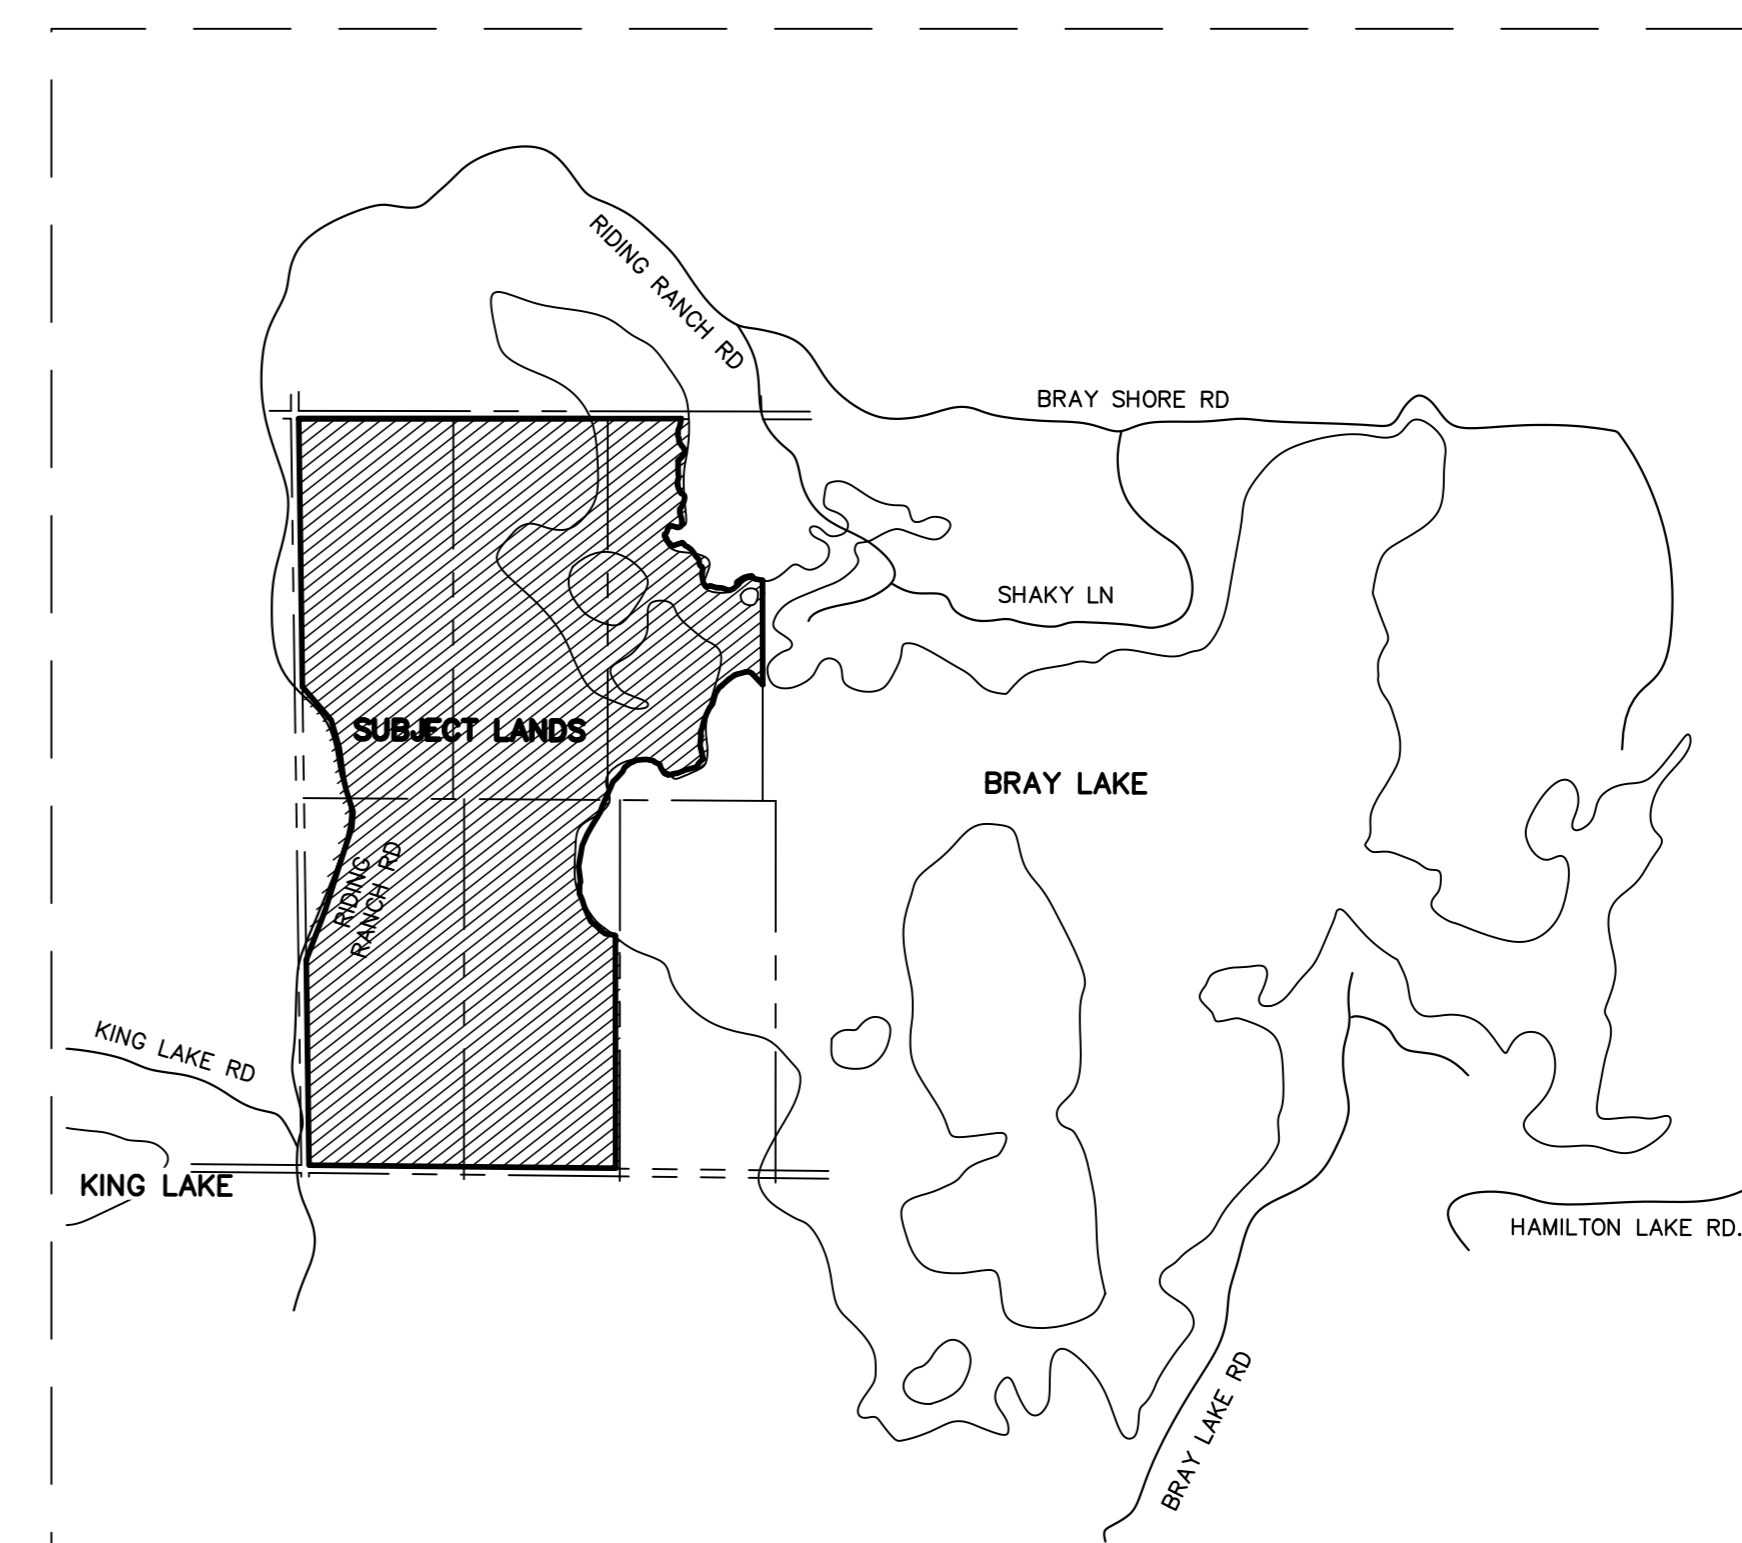 RIDING RANCH RD
BRAY SHORE RD
SHAKY LN
SUBJECT LANDS
BRAY LAKE
RIDING
RANCH RD
KING LAKE RD
KING LAKE
HAMILTON LAKE RD.
BRAY LAKE RD